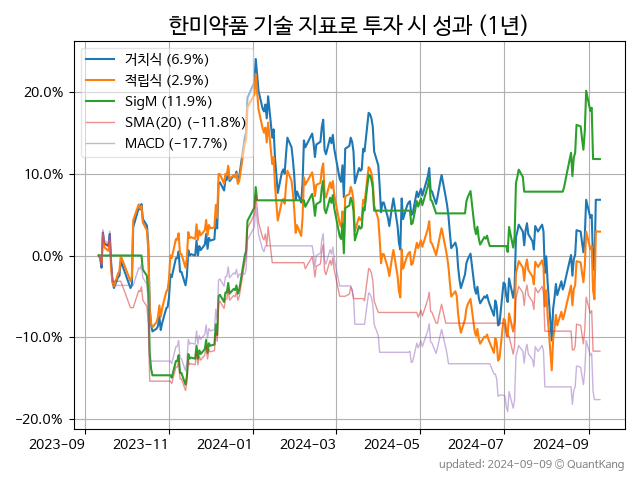 한미약품 기술 지표로 투자 시 성과 (1년)
거치식 (6.9%)
적립식 (2.9%)
SigM (11.9%)
SMA(20) (−11.8%)
MACD (−17.7%)
20.0%
10.0%
0.0%
−10.0%
−20.0%
2023-09 2023-11 2024-01 2024-03 2024-05 2024-07 2024-09
updated: 2024-09-09 © QuantKang